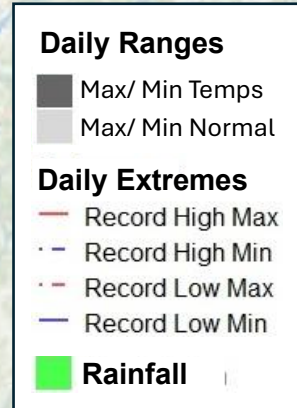 Daily Ranges
Max/ Min Temps
Max/ Min Normal
Daily Extremes
Record High Max
Record High Min
Record Low Max
Record Low Min
Rainfall